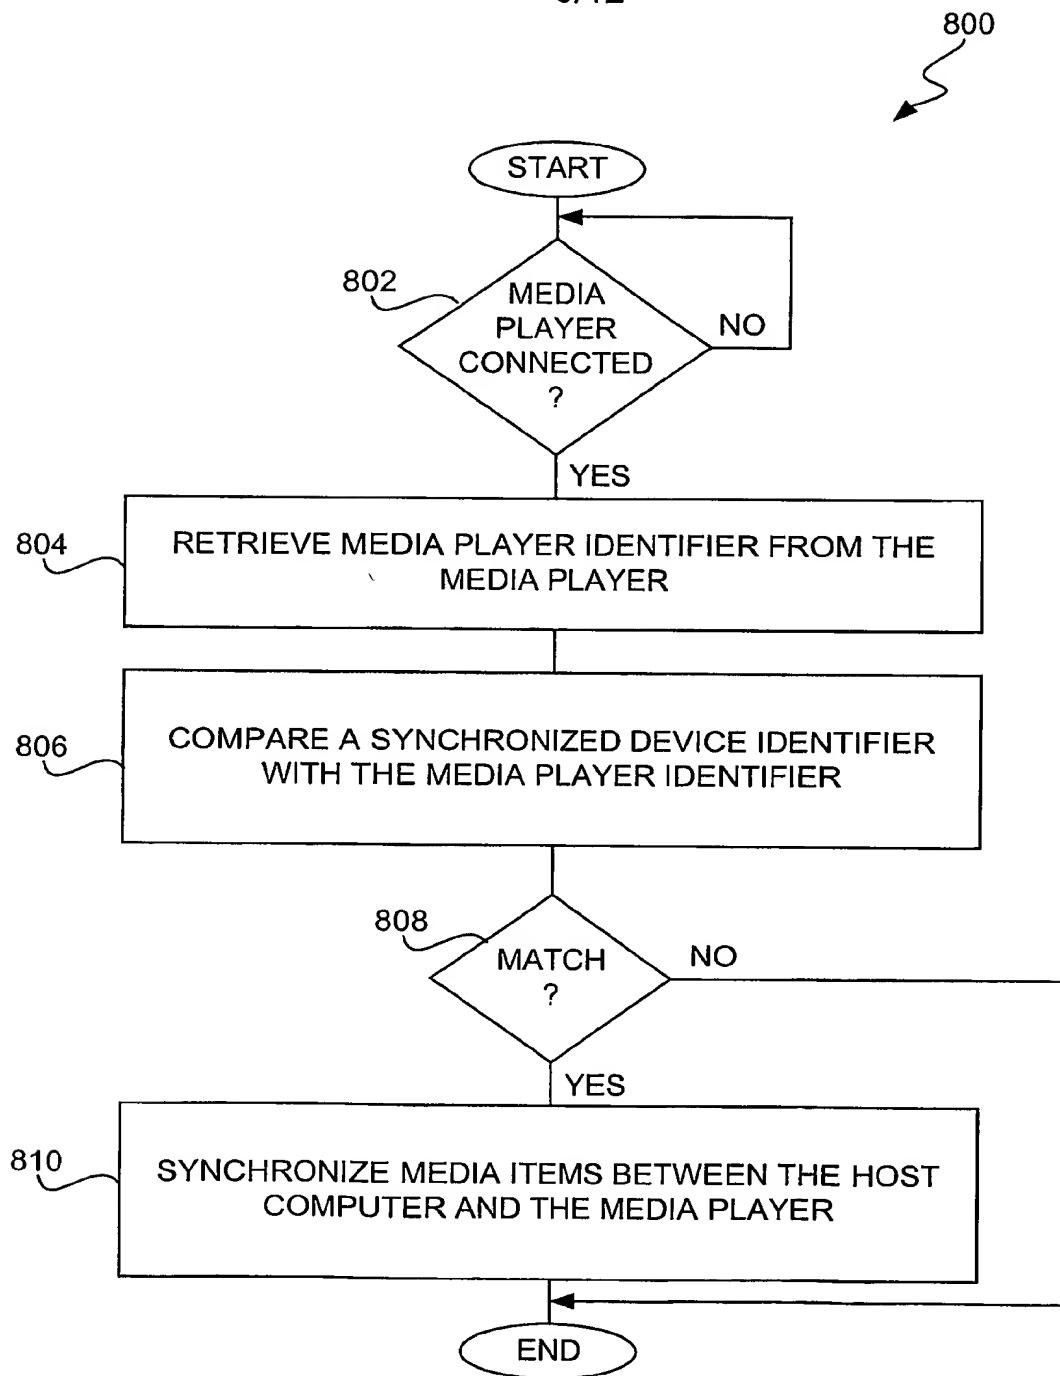 800
START
802
MEDIA
PLAYER
CONNECTED
?
NO
YES
804
RETRIEVE MEDIA PLAYER IDENTIFIER FROM THE
MEDIA PLAYER
806
COMPARE A SYNCHRONIZED DEVICE IDENTIFIER
WITH THE MEDIA PLAYER IDENTIFIER
808
MATCH
?
NO
YES
810
SYNCHRONIZE MEDIA ITEMS BETWEEN THE HOST
COMPUTER AND THE MEDIA PLAYER
END